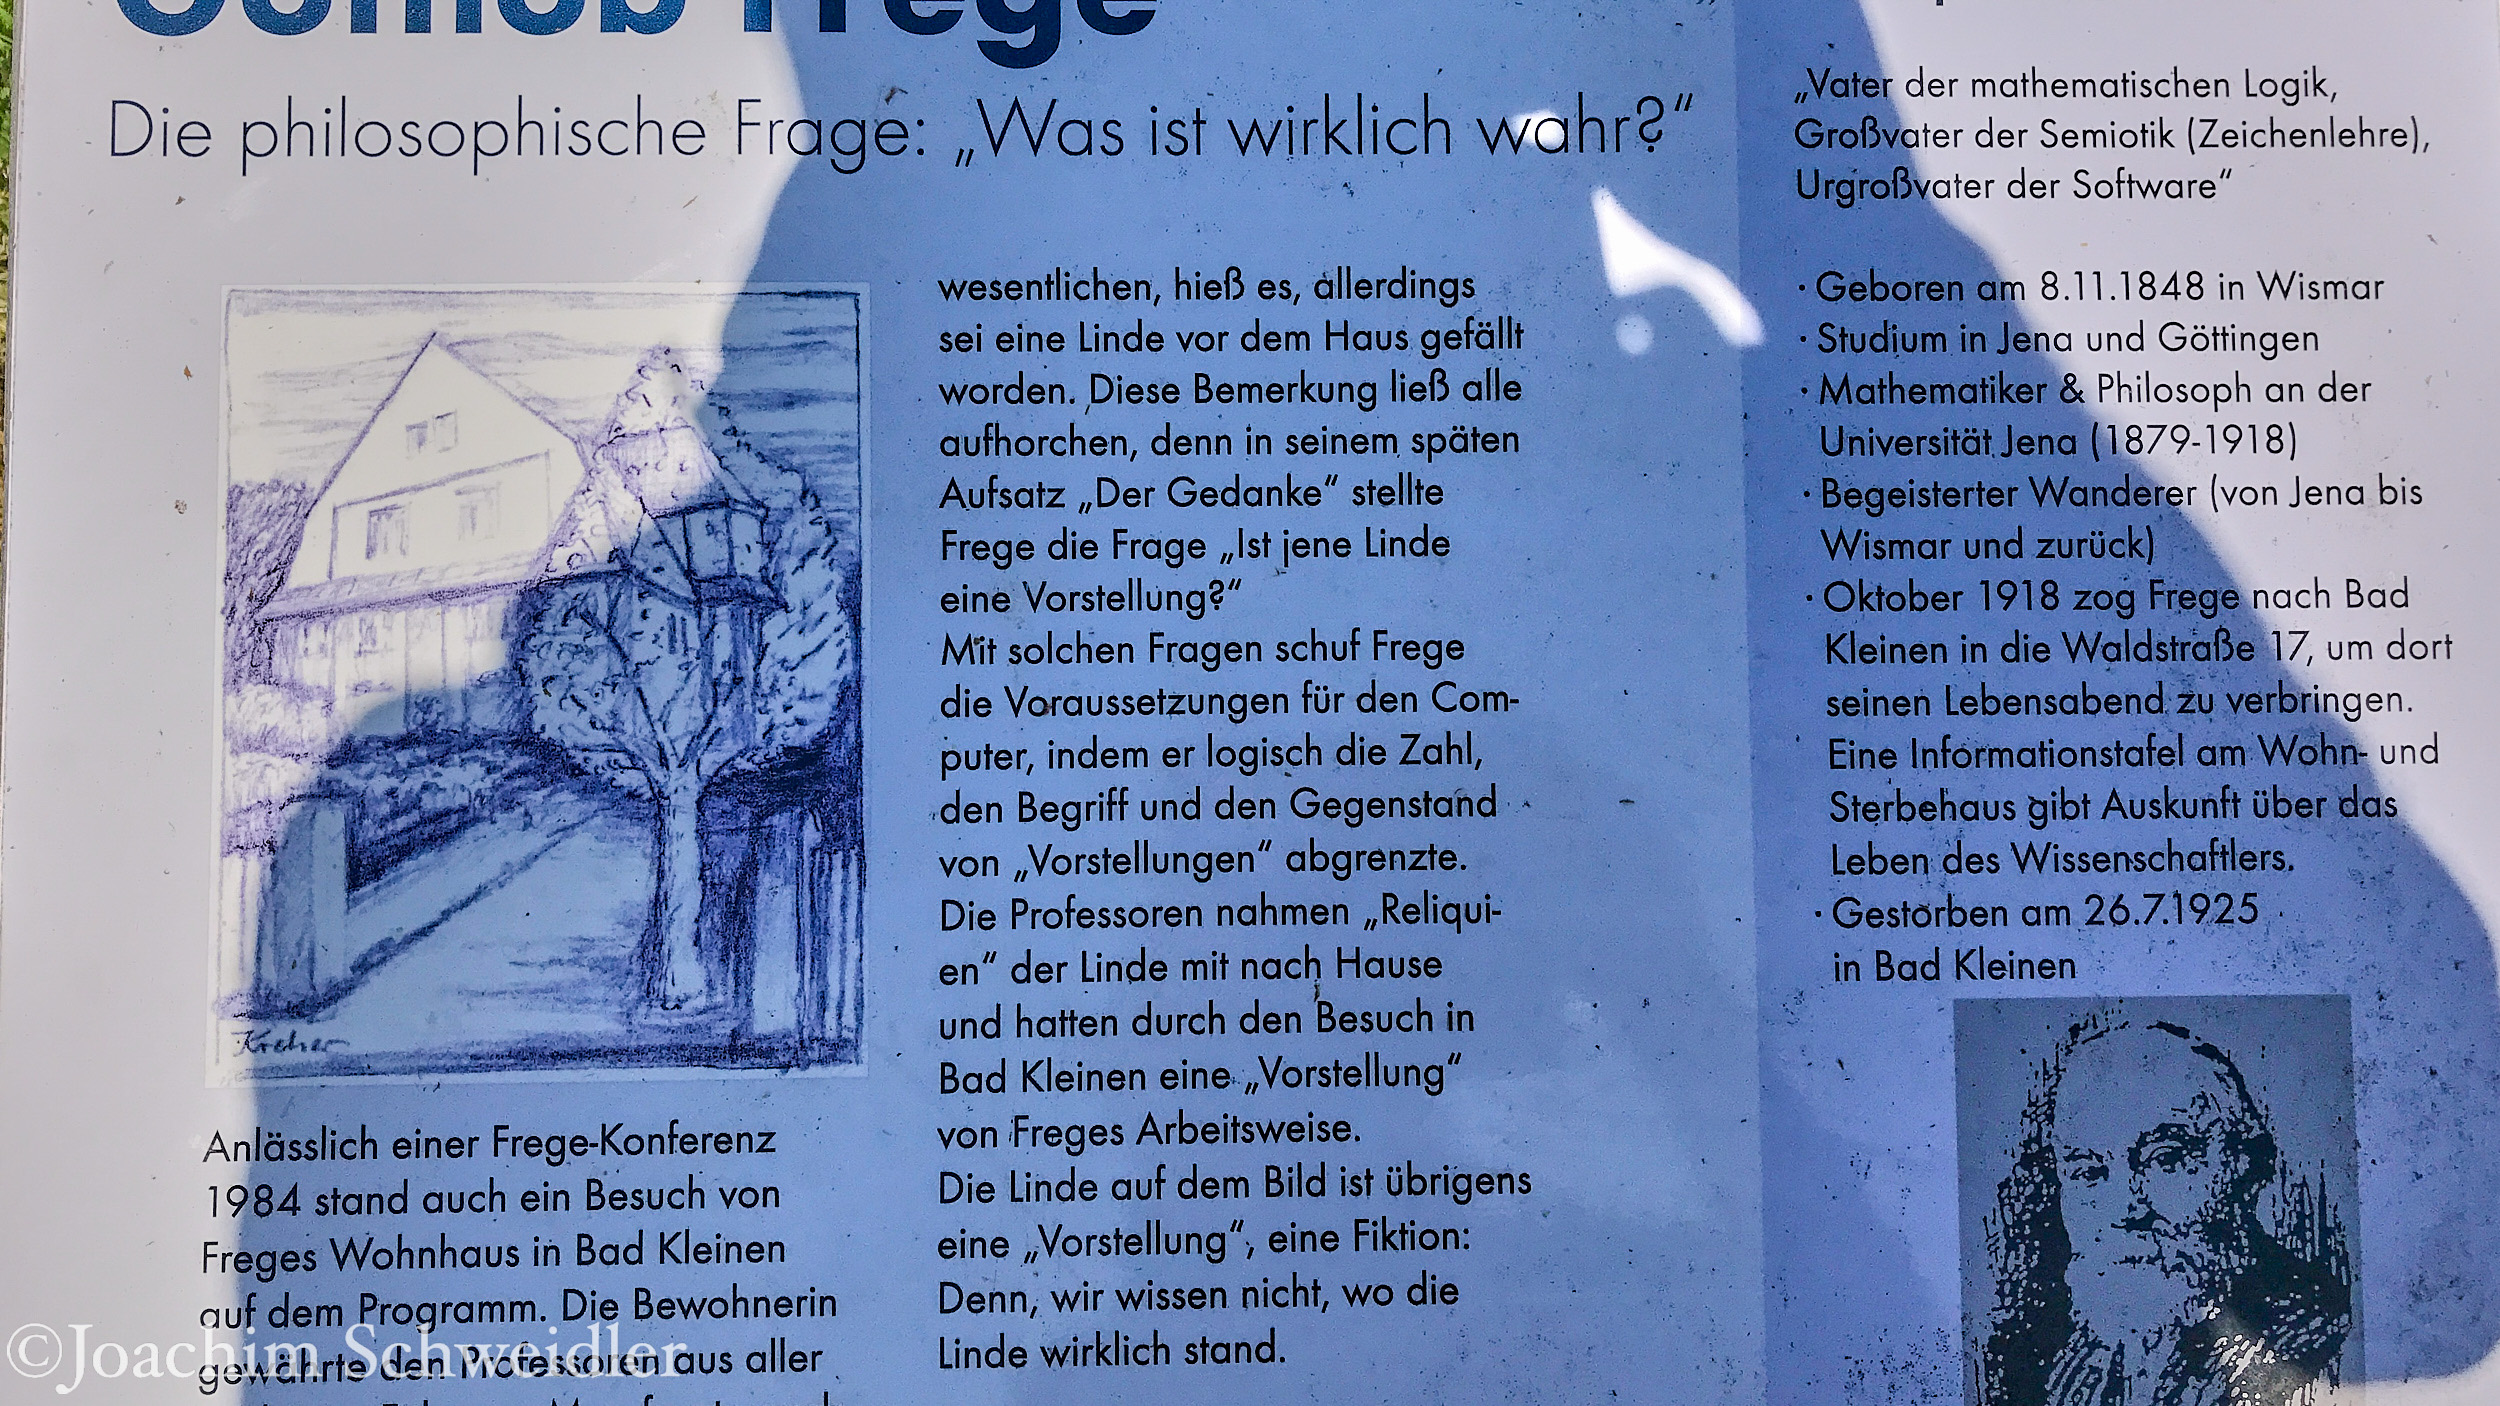 Frege
Die philosophische Frage: „Was ist wirklich wahr?“
Kreher
Anlässlich einer Frege-Konferenz
1984 stand auch ein Besuch von
Freges Wohnhaus in Bad Kleinen
auf dem Programm. Die Bewohnerin
gewährte den Professoren aus aller
wesentlichen, hieß es, allerdings
sei eine Linde vor dem Haus gefällt
worden. Diese Bemerkung ließ alle
aufhorchen, denn in seinem späten
Aufsatz „Der Gedanke“ stellte
Frege die Frage „Ist jene Linde
eine Vorstellung?“
Mit solchen Fragen schuf Frege
die Voraussetzungen für den Com-
puter, indem er logisch die Zahl,
den Begriff und den Gegenstand
von „Vorstellungen“ abgrenzte.
Die Professoren nahmen „Reliqui-
en“ der Linde mit nach Hause
und hatten durch den Besuch in
Bad Kleinen eine „Vorstellung“
von Freges Arbeitsweise.
Die Linde auf dem Bild ist übrigens
eine „Vorstellung“, eine Fiktion:
Denn, wir wissen nicht, wo die
Linde wirklich stand.
„Vater der mathematischen Logik,
Großvater der Semiotik (Zeichenlehre),
Urgroßvater der Software“
· Geboren am 8.11.1848 in Wismar
· Studium in Jena und Göttingen
· Mathematiker & Philosoph an der
Universität Jena (1879-1918)
· Begeisterter Wanderer (von Jena bis
Wismar und zurück)
· Oktober 1918 zog Frege nach Bad
Kleinen in die Waldstraße 17, um dort
seinen Lebensabend zu verbringen.
Eine Informationstafel am Wohn- und
Sterbehaus gibt Auskunft über das
Leben des Wissenschaftlers.
· Gestorben am 26.7.1925
in Bad Kleinen
©Joachim Schweidler